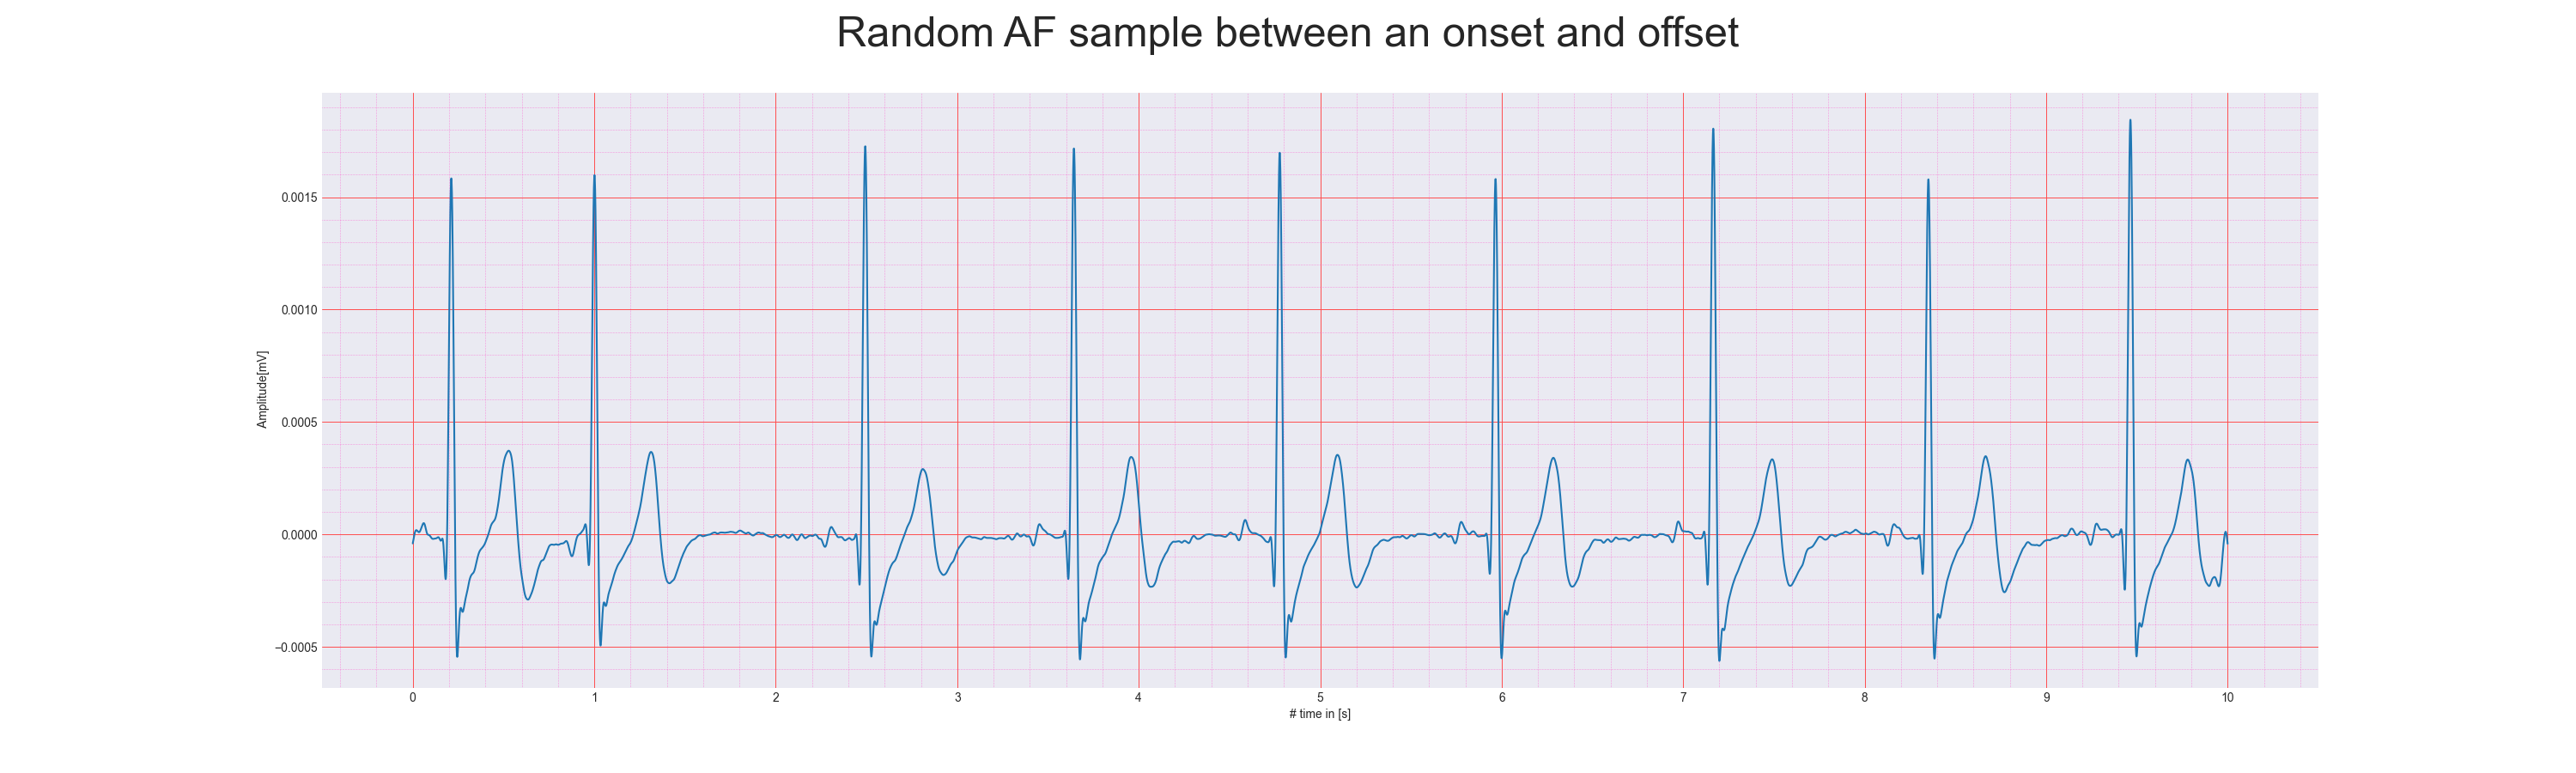 Random AF sample between an onset and offset
0.0015
0.0010
0.0005
0.0000
−0.0005
Amplitude[mV]
0 1 2 3 4 5 6 7 8 9 10
# time in [s]